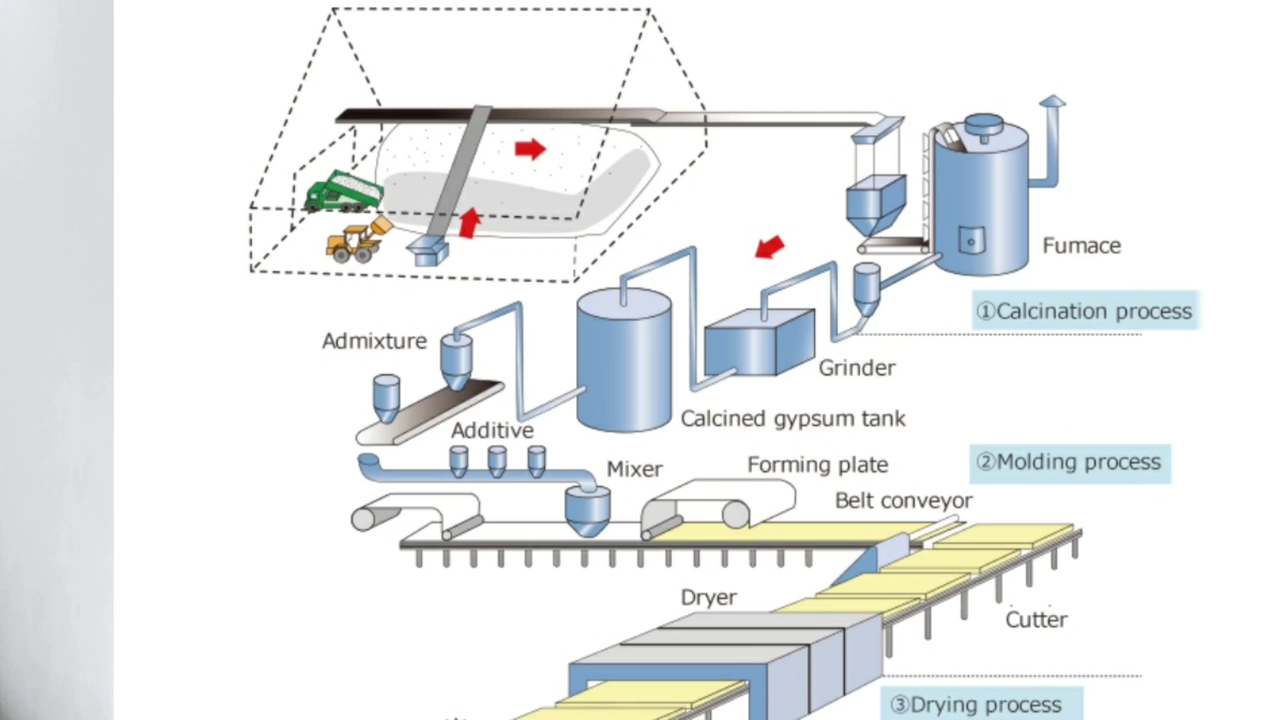 Fumace
①Calcination process
Admixture
Grinder
Calcined gypsum tank
Additive
Mixer
Forming plate
②Molding process
Belt conveyor
Dryer
Cutter
③Drying process